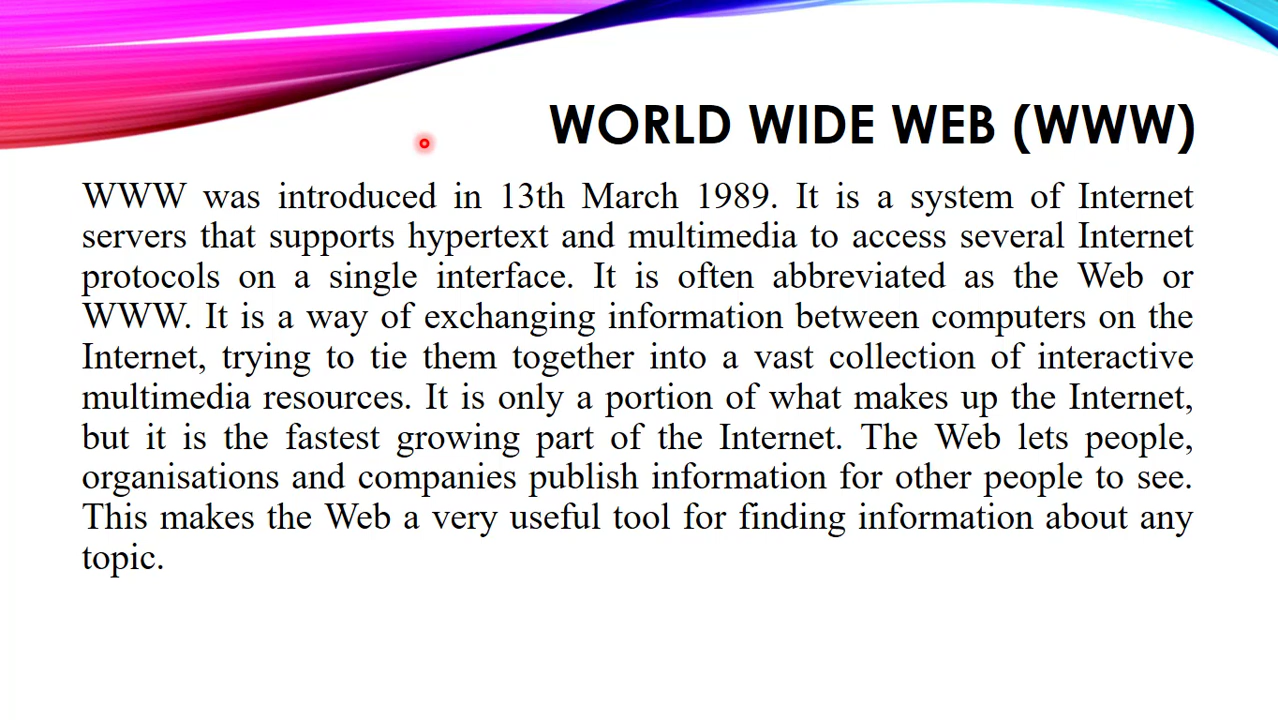 WORLD WIDE WEB (WWW)
WWW was introduced in 13th March 1989. It is a system of Internet
servers that supports hypertext and multimedia to access several Internet
protocols on a single interface. It is often abbreviated as the Web or
WWW. It is a way of exchanging information between computers on the
Internet, trying to tie them together into a vast collection of interactive
multimedia resources. It is only a portion of what makes up the Internet,
but it is the fastest growing part of the Internet. The Web lets people,
organisations and companies publish information for other people to see.
This makes the Web a very useful tool for finding information about any
topic.